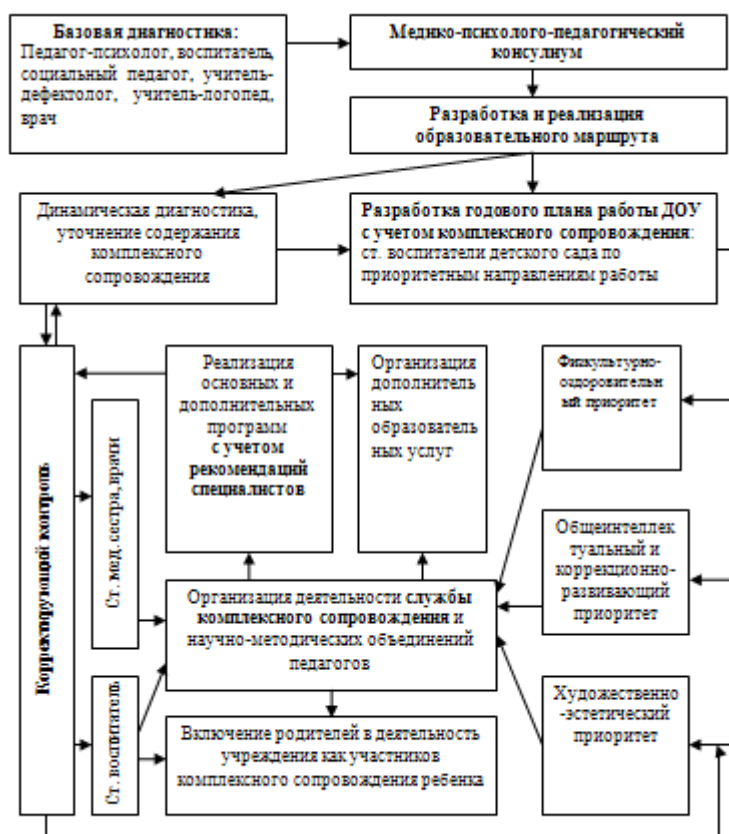 Базовая диагностика:
Педагог-психолог, воспитатель,
социальный педагог, учитель-
дефектолог, учитель-логопед,
врач
Медико-психолого-педагогический
консулиум
Разработка и реализация
образовательного маршрута
Динамическая диагностика,
уточнение содержания
комплексного
сопровождения
Разработка годового плана работы ДОУ
с учетом комплексного сопровождения:
ст. воспитатели детского сада по
приоритетным направлениям работы
Корректирующий контроль
Ст. мед. сестра, врачи
Ст. воспитатель
Реализация
основных и
дополнительных
программ
с учетом
рекомендаций
специалистов
Организация
дополнитель
ных
образователь
ных услуг
Физкультурно-
оздоровительн
ый приоритет
Общеинтеллек
туальный и
коррекционно-
развивающий
приоритет
Организация деятельности службы
комплексного сопровождения и
научно-методических объединений
педагогов
Художественно
-эстетический
приоритет
Включение родителей в деятельность
учреждения как участников
комплексного сопровождения ребенка